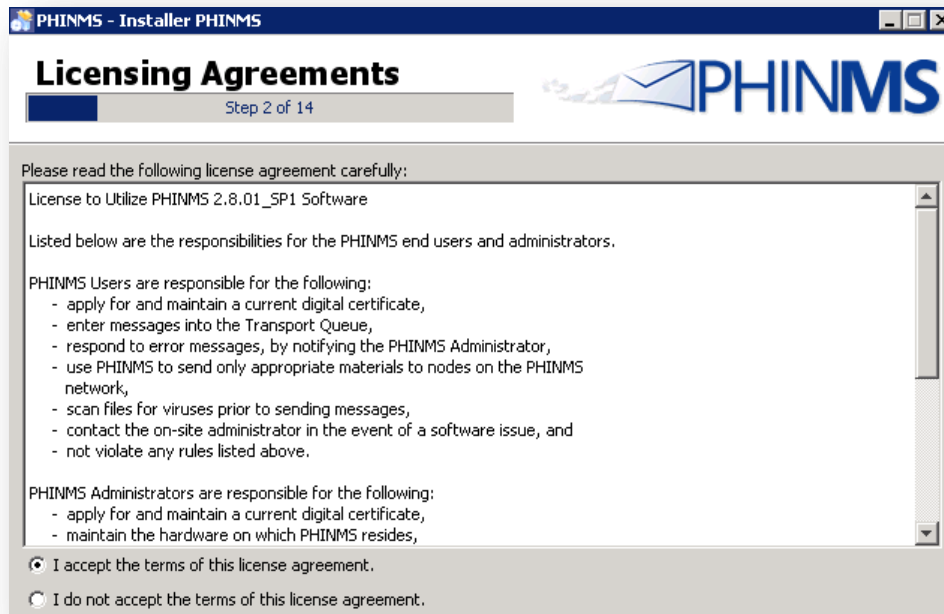 PHINMS - Installer PHINMS
Licensing Agreements
PHINMS
Step 2 of 14
Please read the following license agreement carefully:
License to Utilize PHINMS 2.8.01_SP1 Software
Listed below are the responsibilities for the PHINMS end users and administrators.
PHINMS Users are responsible for the following:
- apply for and maintain a current digital certificate,
- enter messages into the Transport Queue,
- respond to error messages, by notifying the PHINMS Administrator,
- use PHINMS to send only appropriate materials to nodes on the PHINMS
network,
- scan files for viruses prior to sending messages,
- contact the on-site administrator in the event of a software issue, and
- not violate any rules listed above.
PHINMS Administrators are responsible for the following:
- apply for and maintain a current digital certificate,
- maintain the hardware on which PHINMS resides,
I accept the terms of this license agreement.
I do not accept the terms of this license agreement.